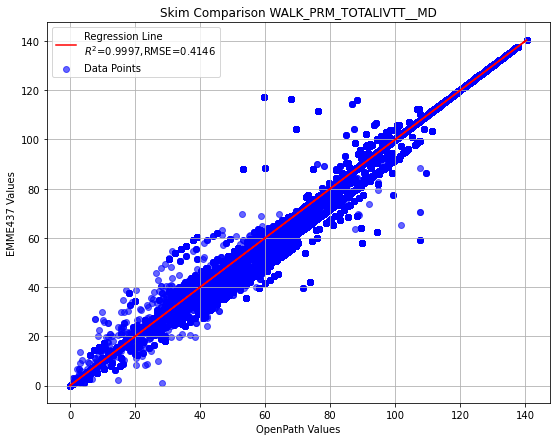 Skim Comparison WALK_PRM_TOTALIVTT__MD
Regression Line
R²=0.9997,RMSE=0.4146
Data Points
EMME437 Values
140
120
100
80
60
40
20
0
0 20 40 60 80 100 120 140
OpenPath Values